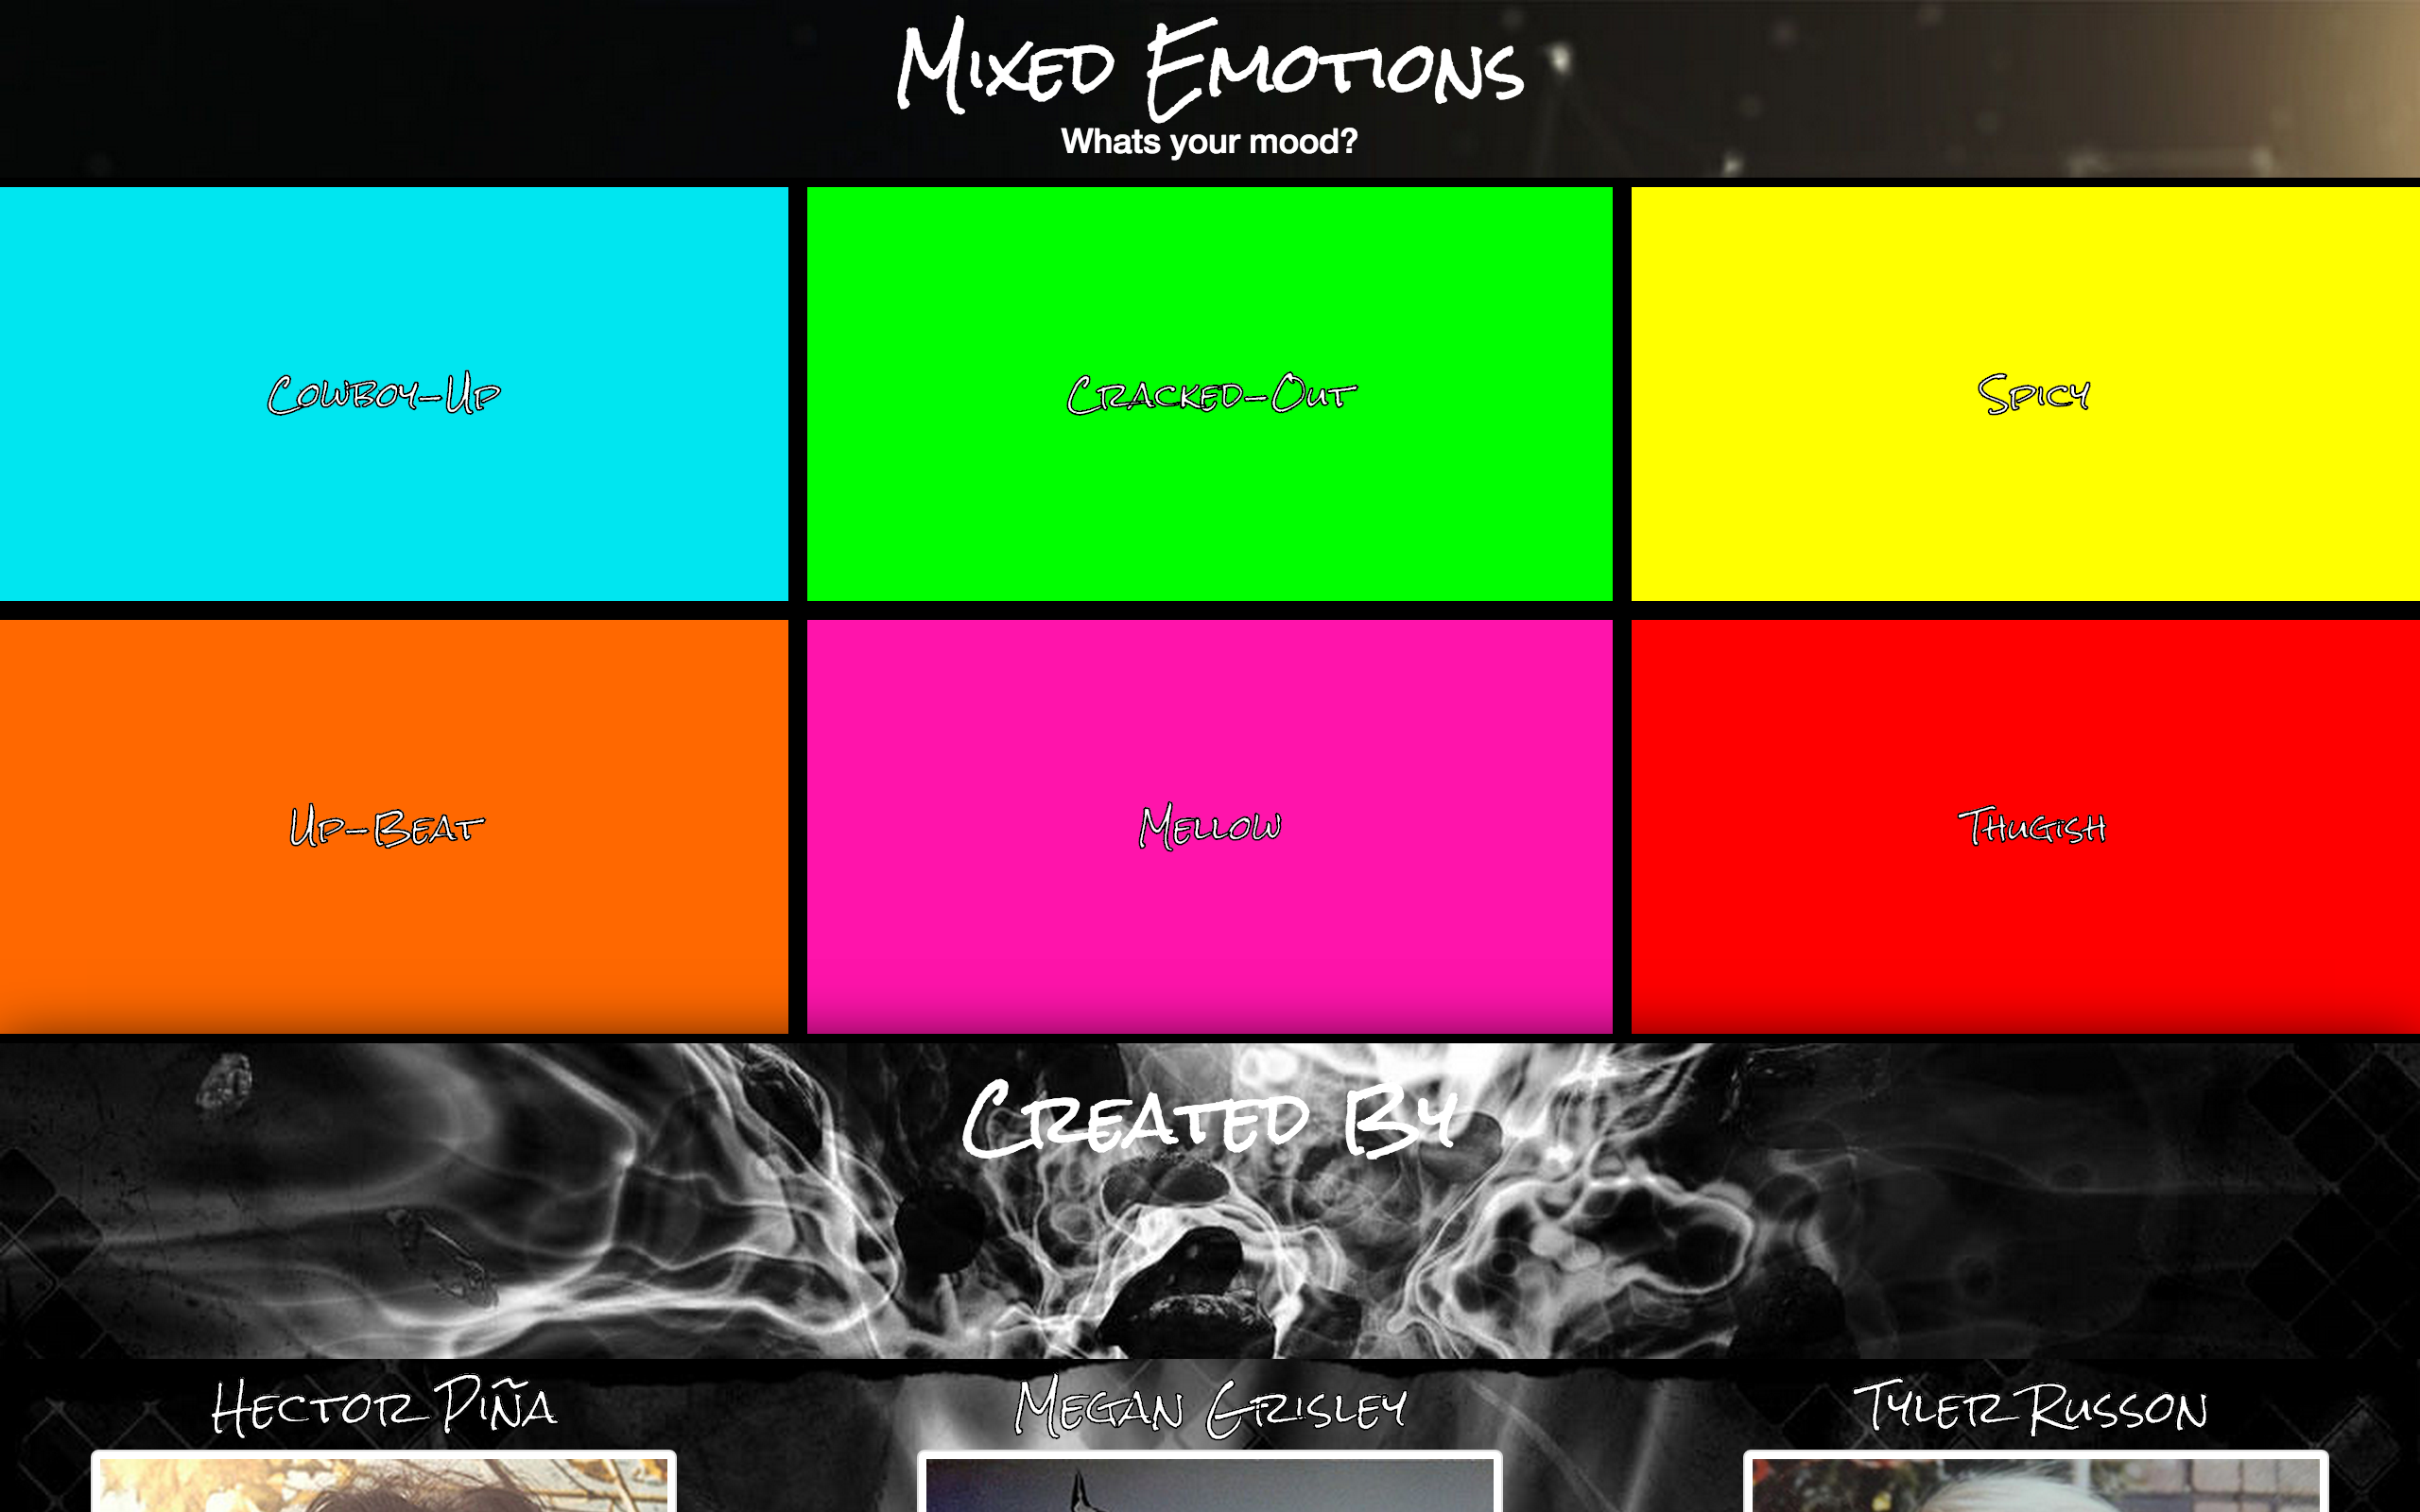 Mixed Emotions
Whats your mood?
Cowboy-Up
Cracked-Out
Spicy
Up-Beat
Mellow
Thugish
Created By
Hector Piña
Megan Grisley
Tyler Russon